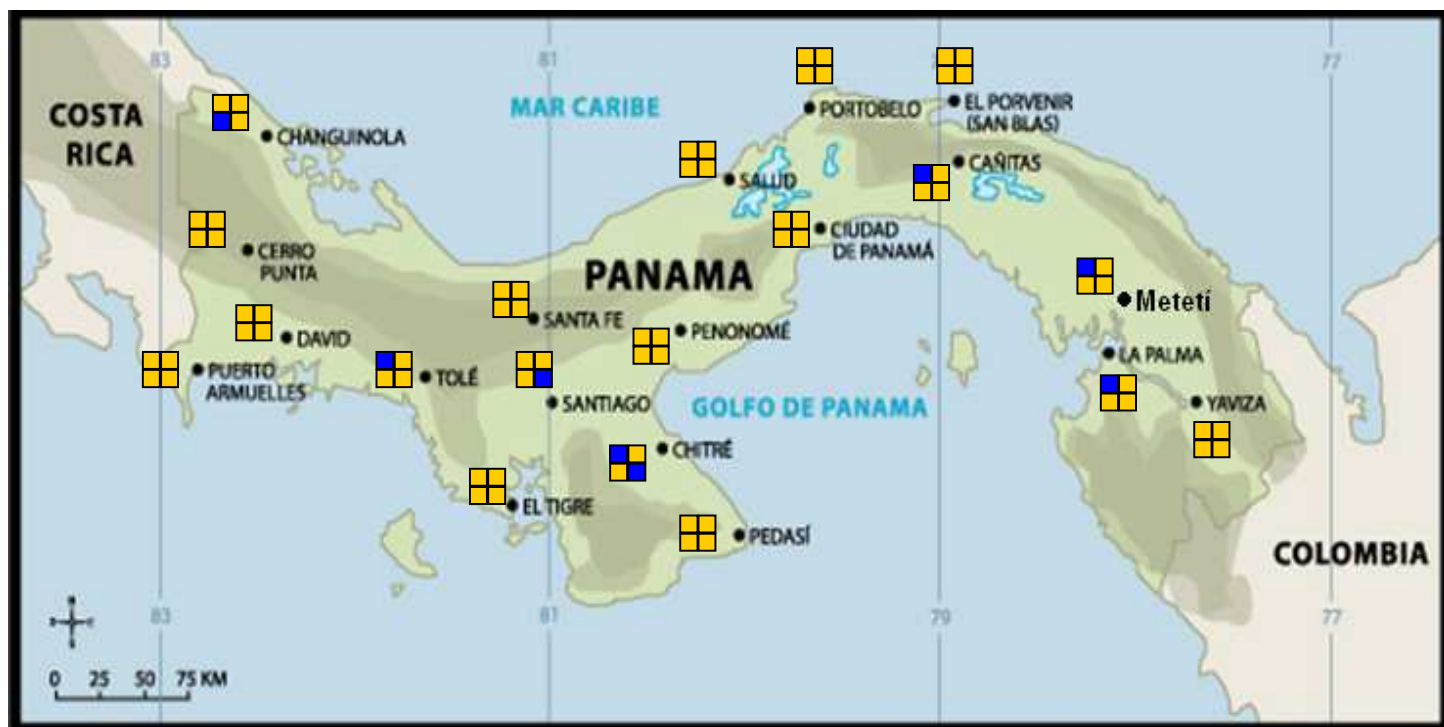 83
81
77
COSTA
RICA
MAR CARIBE
PORTOBELO
EL PORVENIR
(SAN BLAS)
CHANGUINOLA
CAÑITAS
SALUD
CIUDAD
DE PANAMÁ
CERRO
PUNTA
PANAMA
Metetí
SANTA FE
PENONOMÉ
DAVID
LA PALMA
PUERTO
ARMUELLES
TOLÉ
SANTIAGO
GOLFO DE PANAMA
YAVIZA
CHITRÉ
EL TIGRE
PEDASÍ
COLOMBIA
83
81
79
77
0 25 50 75 KM